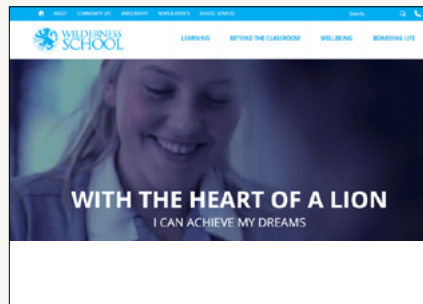 ABOUT COMMUNITY LIFE ENROLMENTS NEWS & EVENTS SCHOOL SERVICES Search...
WILDERNESS
SCHOOL
LEARNING BEYOND THE CLASSROOM WELLBEING BOARDING LIFE
WITH THE HEART OF A LION
I CAN ACHIEVE MY DREAMS